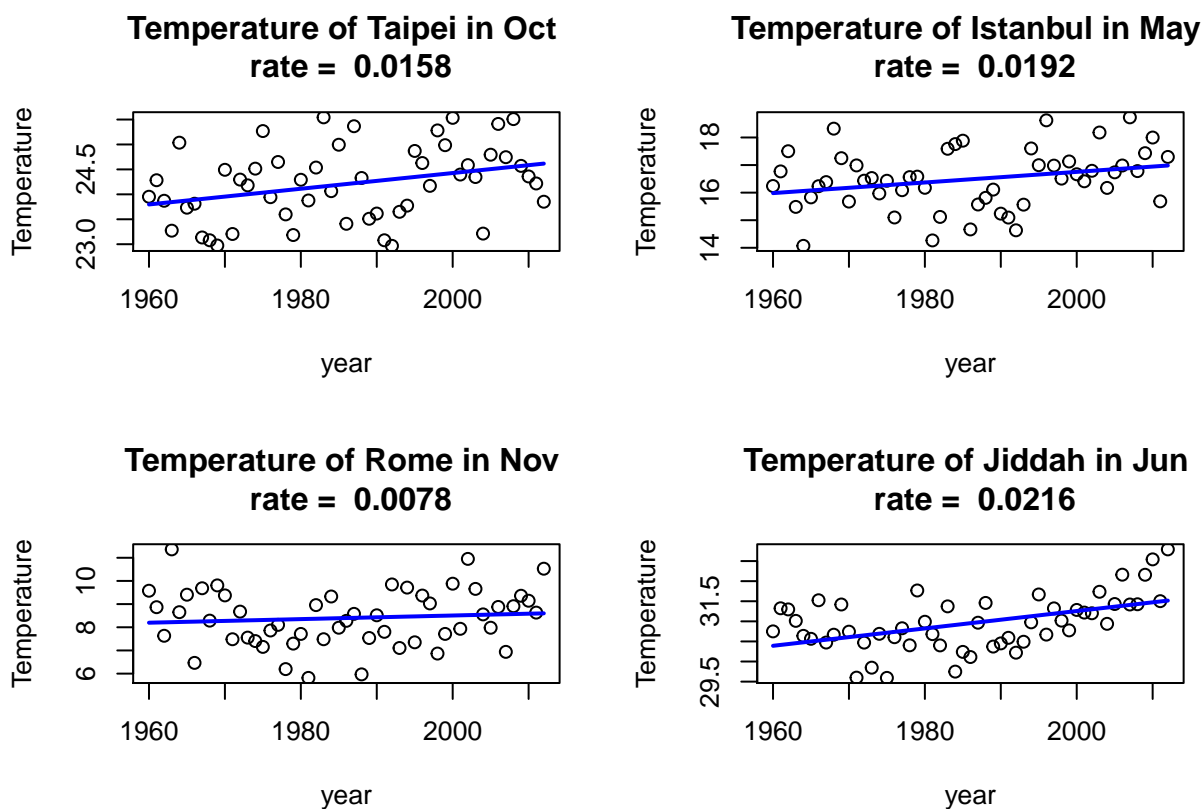 Temperature of Taipei in Oct
rate = 0.0158
Temperature
24.5
23.0
1960
1980
2000
year
Temperature of Istanbul in May
rate = 0.0192
Temperature
18
16
14
1960
1980
2000
year
Temperature of Rome in Nov
rate = 0.0078
Temperature
10
8
6
1960
1980
2000
year
Temperature of Jiddah in Jun
rate = 0.0216
Temperature
31.5
29.5
1960
1980
2000
year